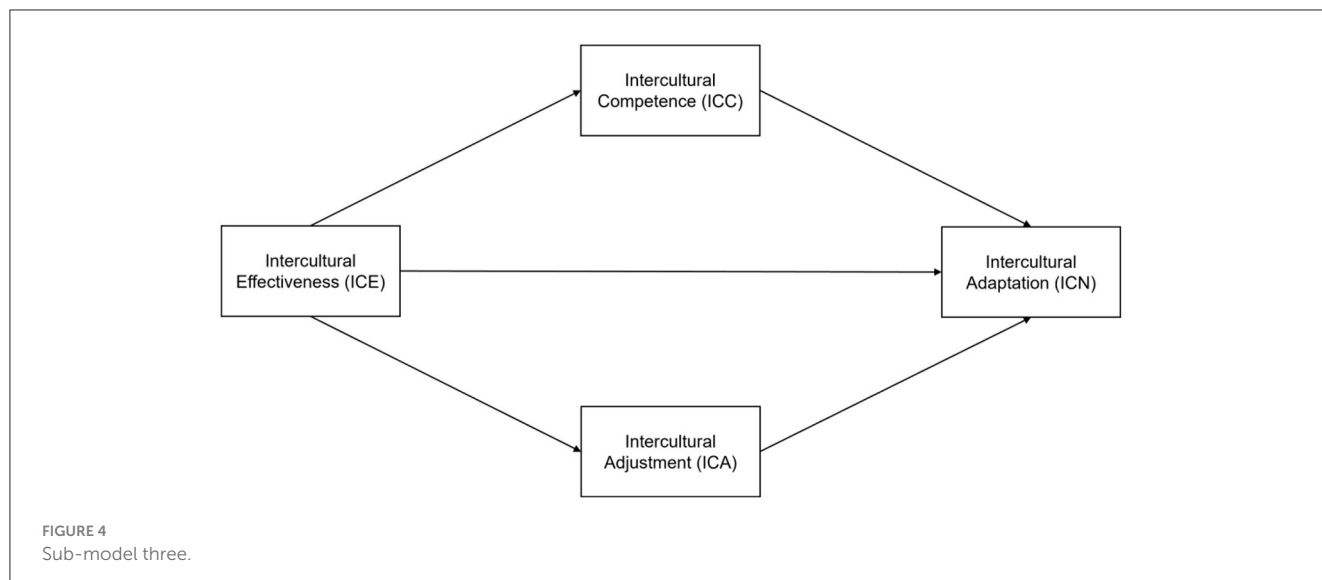 Intercultural
Competence (ICC)
Intercultural
Effectiveness (ICE)
Intercultural
Adaptation (ICN)
Intercultural
Adjustment (ICA)
FIGURE 4
Sub-model three.